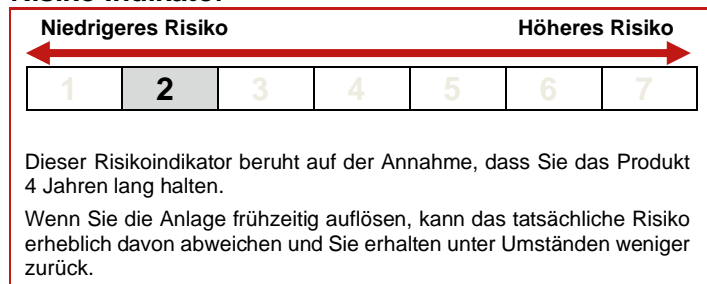 Niedrigeres Risiko Höheres Risiko
1 2 3 4 5 6 7
Dieser Risikoindikator beruht auf der Annahme, dass Sie das Produkt
4 Jahren lang halten.
Wenn Sie die Anlage frühzeitig auflösen, kann das tatsächliche Risiko
erheblich davon abweichen und Sie erhalten unter Umständen weniger
zurück.